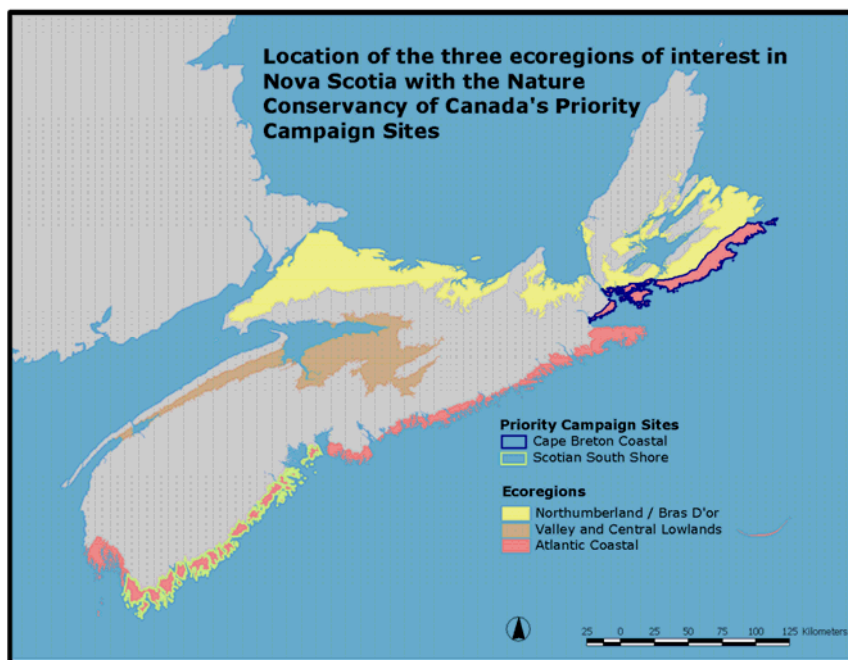 Location of the three ecoregions of interest in
Nova Scotia with the Nature
Conservancy of Canada's Priority
Campaign Sites
Priority Campaign Sites
Cape Breton Coastal
Scotian South Shore
Ecoregions
Northumberland / Bras D'or
Valley and Central Lowlands
Atlantic Coastal
25 0 25 50 75 100 125 Kilometers